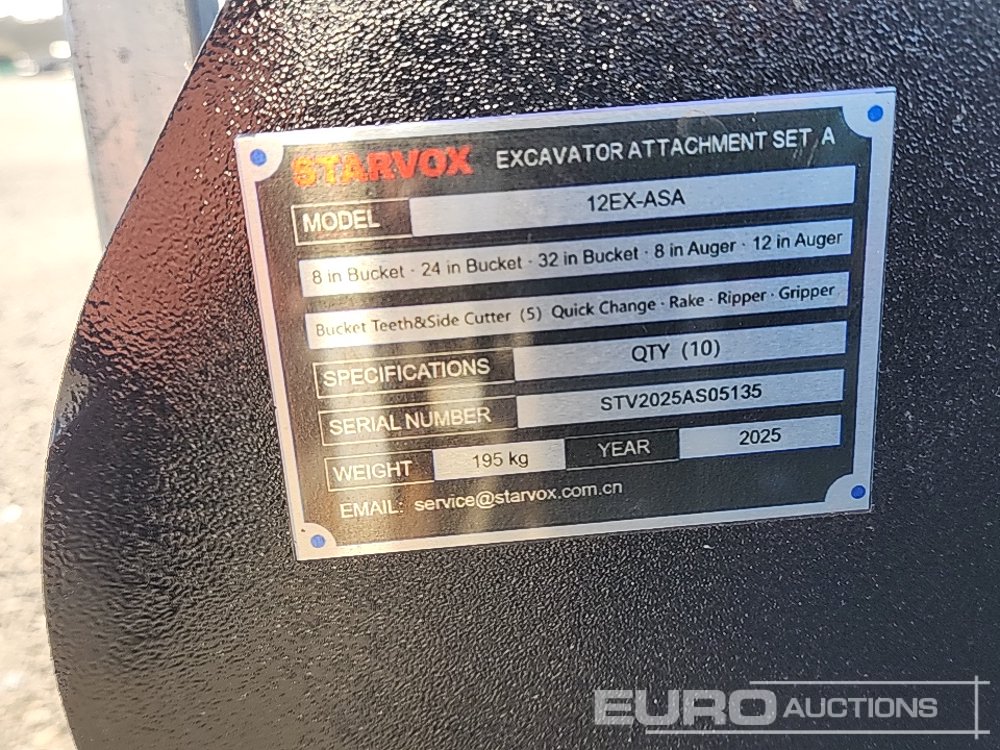 STARVOX EXCAVATOR ATTACHMENT SET A
MODEL 12EX-ASA
8 in Bucket · 24 in Bucket · 32 in Bucket · 8 in Auger · 12 in Auger
Bucket Teeth&Side Cutter (5) Quick Change · Rake · Ripper · Gripper
SPECIFICATIONS QTY (10)
SERIAL NUMBER STV2025AS05135
WEIGHT 195 kg YEAR 2025
EMAIL: service@starvox.com.cn
EURO AUCTIONS